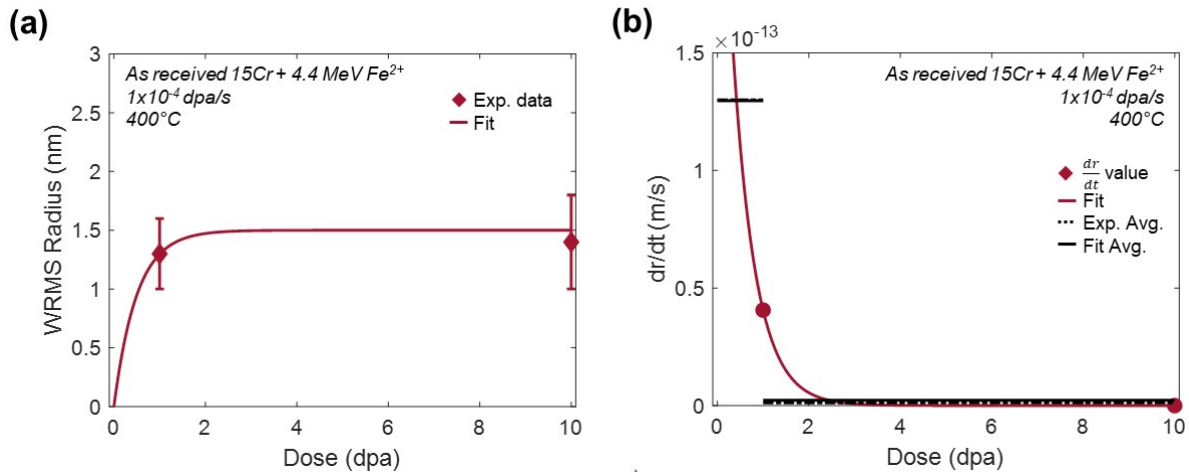 (a)
3
2.5
2
1.5
1
0.5
0
WRMS Radius (nm)
As received 15Cr + 4.4 MeV Fe²⁺
1x10⁻⁴ dpa/s
400°C
Exp. data
Fit
0 2 4 6 8 10
Dose (dpa)
(b)
×10⁻¹³
1.5
1
0.5
0
dr/dt (m/s)
As received 15Cr + 4.4 MeV Fe²⁺
1x10⁻⁴ dpa/s
400°C
dr/dt value
Fit
Exp. Avg.
Fit Avg.
0 2 4 6 8 10
Dose (dpa)